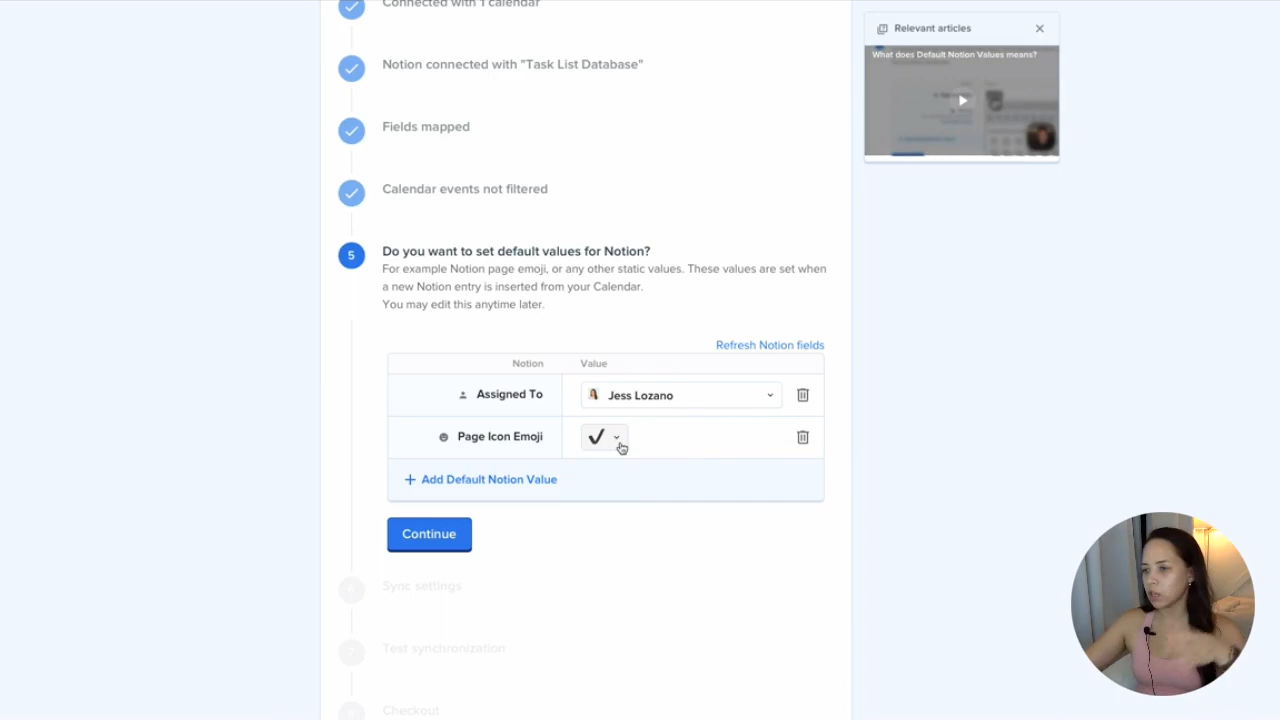 Connected with 1 calendar
Relevant articles
What does Default Notion Values means?
Notion connected with "Task List Database"
Fields mapped
Calendar events not filtered
5
Do you want to set default values for Notion?
For example Notion page emoji, or any other static values. These values are set when
a new Notion entry is inserted from your Calendar.
You may edit this anytime later.
Refresh Notion fields
Notion Value
Assigned To Jess Lozano
Page Icon Emoji
+ Add Default Notion Value
Continue
Sync settings
7
Test synchronization
Checkout